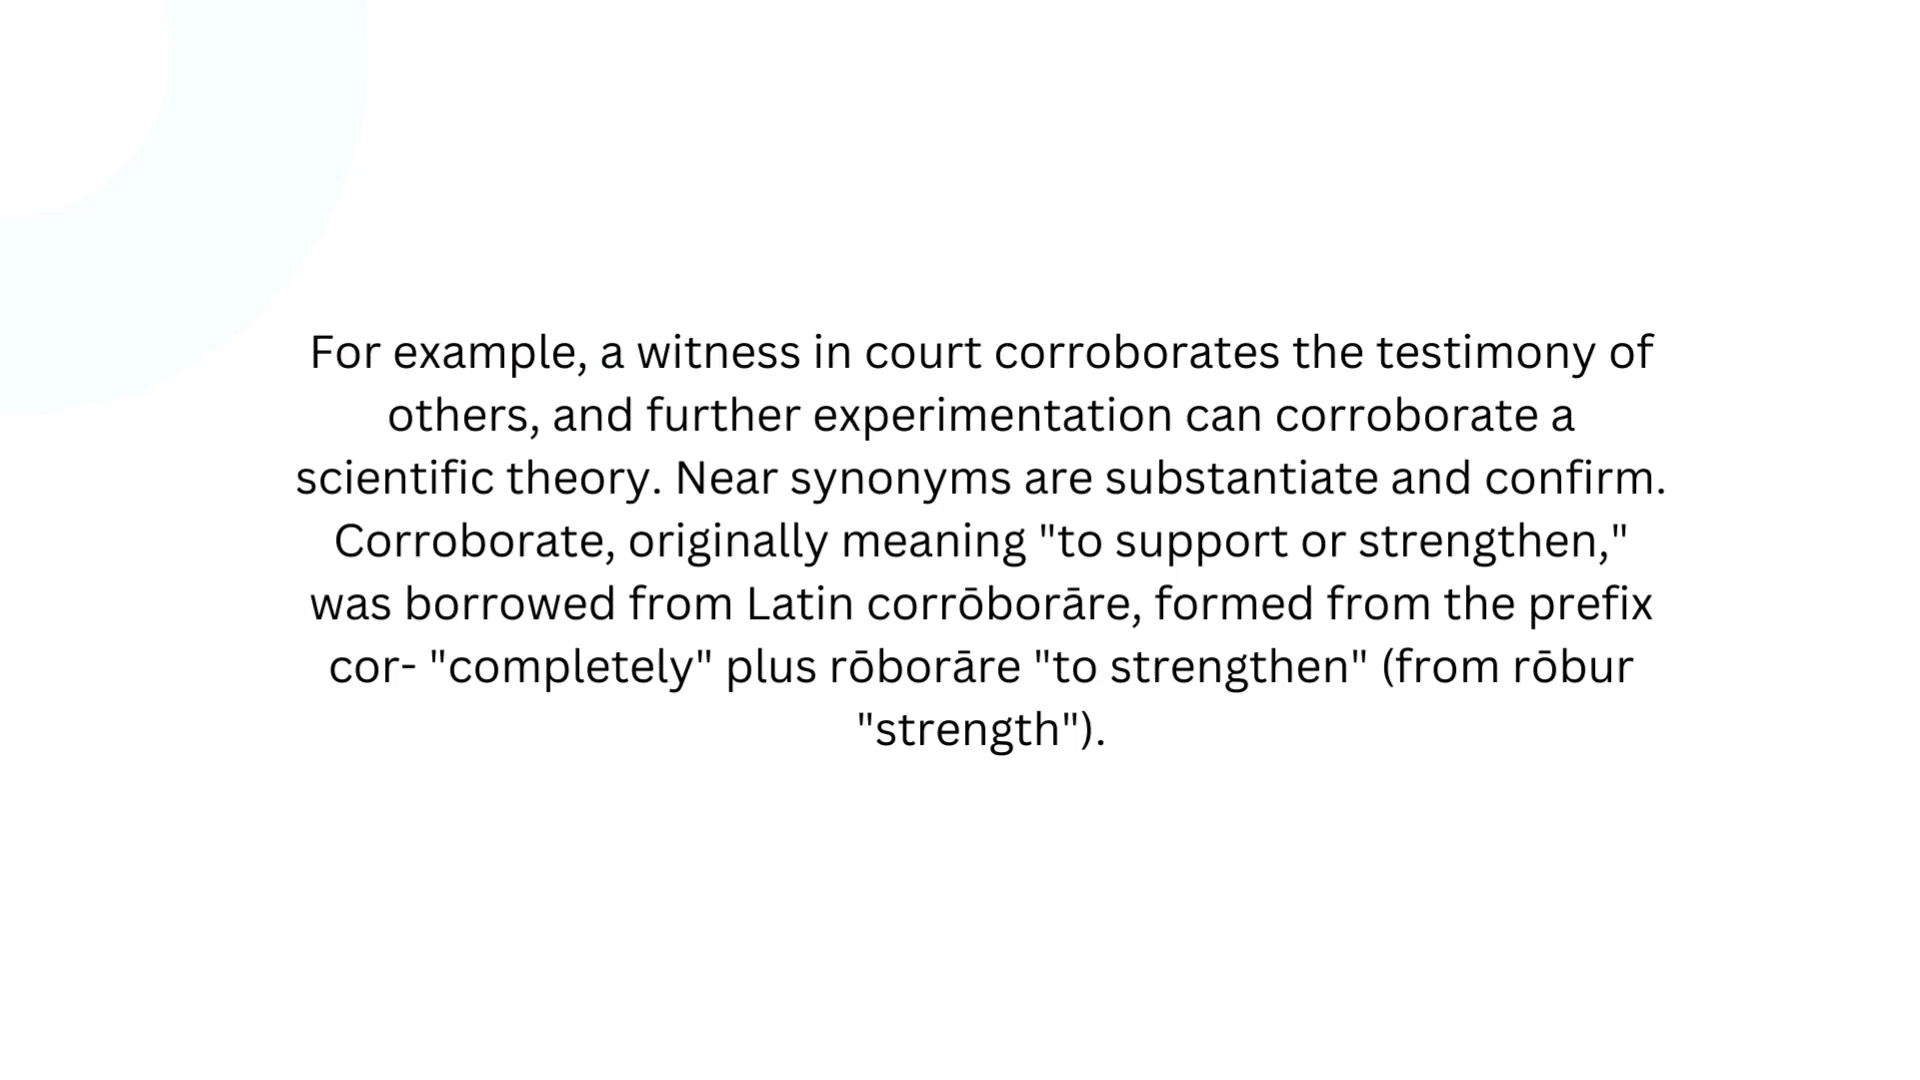 For example, a witness in court corroborates the testimony of
others, and further experimentation can corroborate a
scientific theory. Near synonyms are substantiate and confirm.
Corroborate, originally meaning "to support or strengthen,"
was borrowed from Latin corrōborāre, formed from the prefix
cor- "completely" plus rōborāre "to strengthen" (from rōbur
"strength").